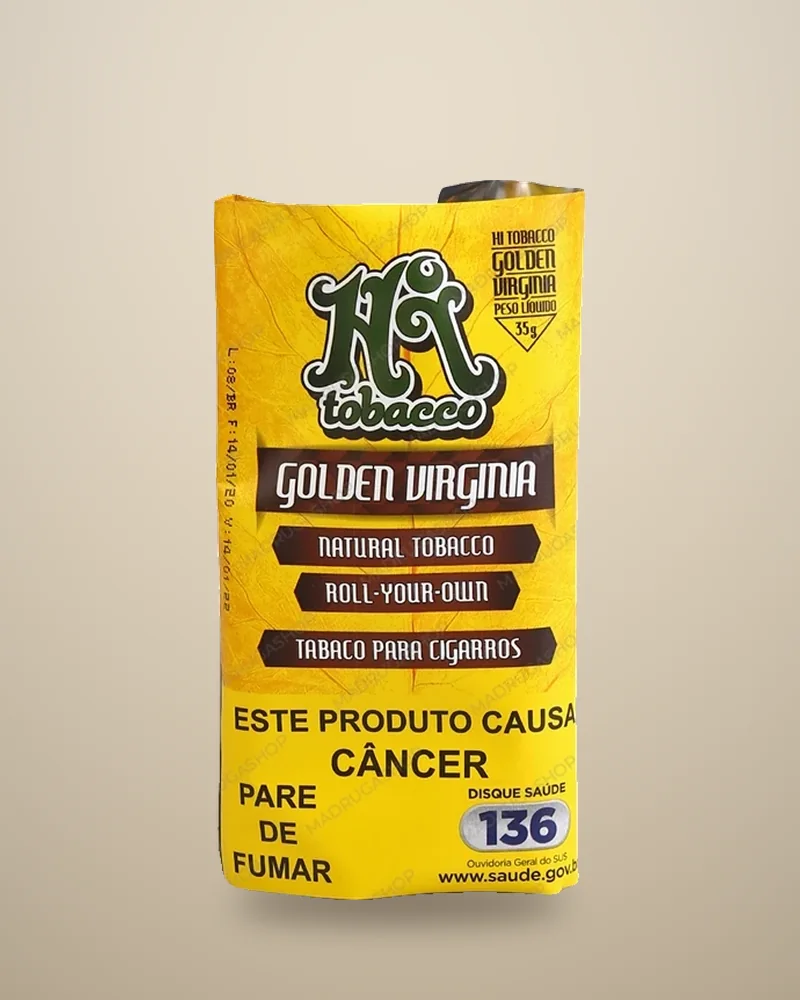 HI TOBACCO
GOLDEN
VIRGINIA
PESO LÍQUIDO
35g
Hi
tobacco
L:08/BR F:14/01/20 V:14/01/22
GOLDEN VIRGINIA
NATURAL TOBACCO
ROLL-YOUR-OWN
TABACO PARA CIGARROS
ESTE PRODUTO CAUSA
CÂNCER
PARE
DE
FUMAR
DISQUE SAÚDE
136
Ouvidoria Geral do SUS
www.saude.gov.b
MADRUGASHOP